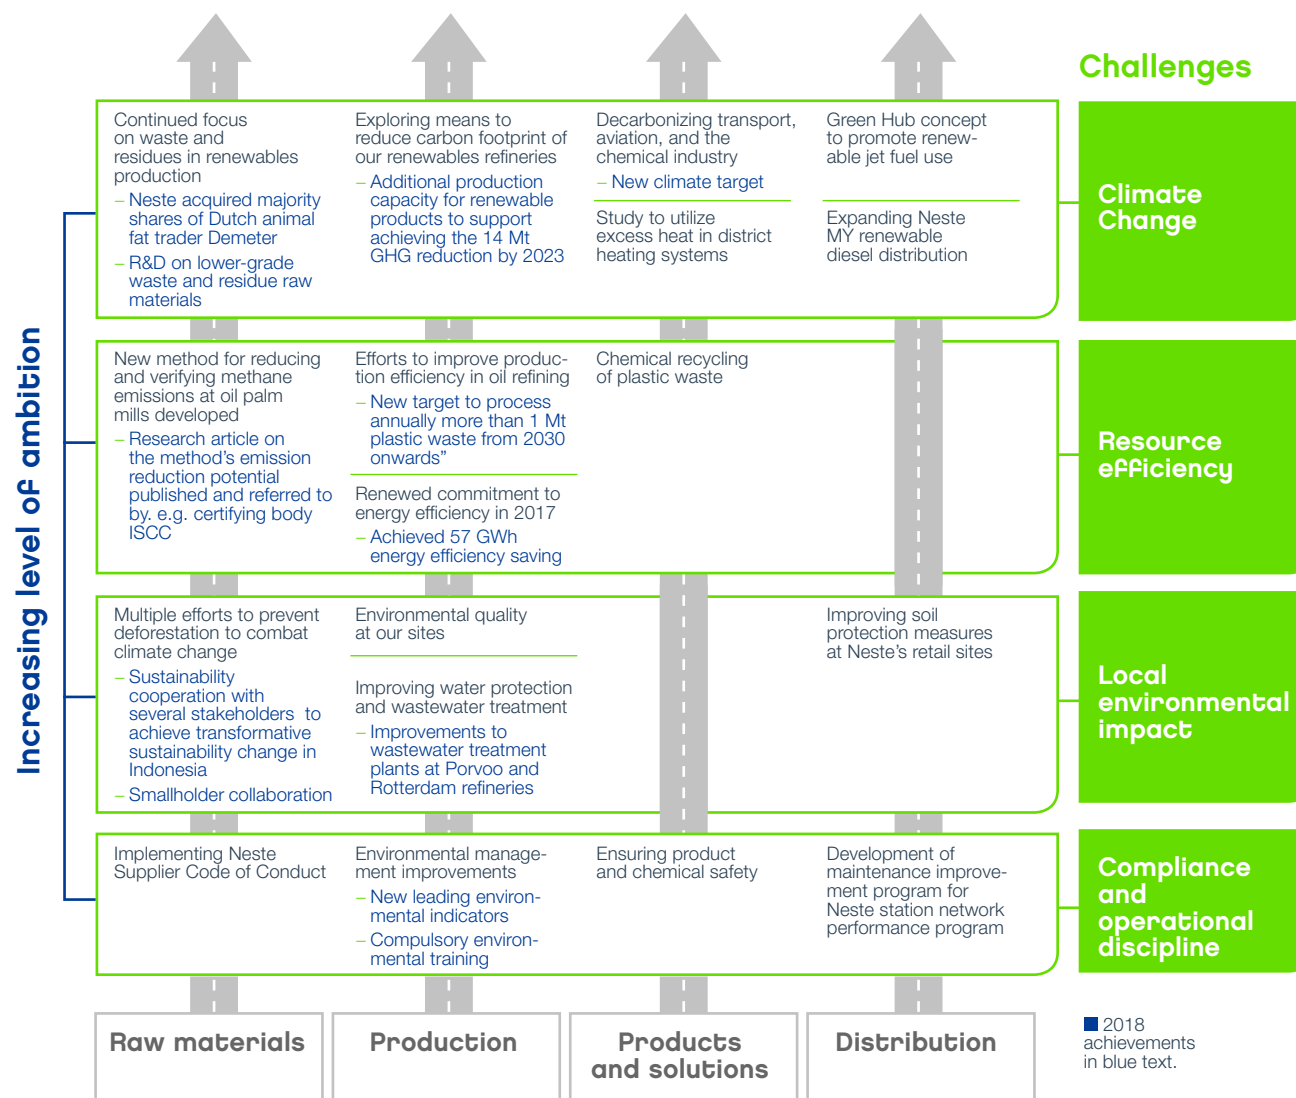 Challenges
Increasing level of ambition
Continued focus
on waste and
residues in renewables
production
– Neste acquired majority
shares of Dutch animal
fat trader Demeter
– R&D on lower-grade
waste and residue raw
materials
Exploring means to
reduce carbon footprint of
our renewables refineries
– Additional production
capacity for renewable
products to support
achieving the 14 Mt
GHG reduction by 2023
Decarbonizing transport,
aviation, and the
chemical industry
– New climate target
Study to utilize
excess heat in district
heating systems
Green Hub concept
to promote renew-
able jet fuel use
Expanding Neste
MY renewable
diesel distribution
Climate
Change
New method for reducing
and verifying methane
emissions at oil palm
mills developed
– Research article on
the method's emission
reduction potential
published and referred to
by. e.g. certifying body
ISCC
Efforts to improve produc-
tion efficiency in oil refining
– New target to process
annually more than 1 Mt
plastic waste from 2030
onwards”
Renewed commitment to
energy efficiency in 2017
– Achieved 57 GWh
energy efficiency saving
Chemical recycling
of plastic waste
Resource
efficiency
Multiple efforts to prevent
deforestation to combat
climate change
– Sustainability
cooperation with
several stakeholders to
achieve transformative
sustainability change in
Indonesia
– Smallholder collaboration
Environmental quality
at our sites
Improving water protection
and wastewater treatment
– Improvements to
wastewater treatment
plants at Porvoo and
Rotterdam refineries
Improving soil
protection measures
at Neste's retail sites
Local
environmental
impact
Implementing Neste
Supplier Code of Conduct
Environmental manage-
ment improvements
– New leading environ-
mental indicators
– Compulsory environ-
mental training
Ensuring product
and chemical safety
Development of
maintenance improve-
ment program for
Neste station network
performance program
Compliance
and
operational
discipline
Raw materials
Production
Products
and solutions
Distribution
2018
achievements
in blue text.